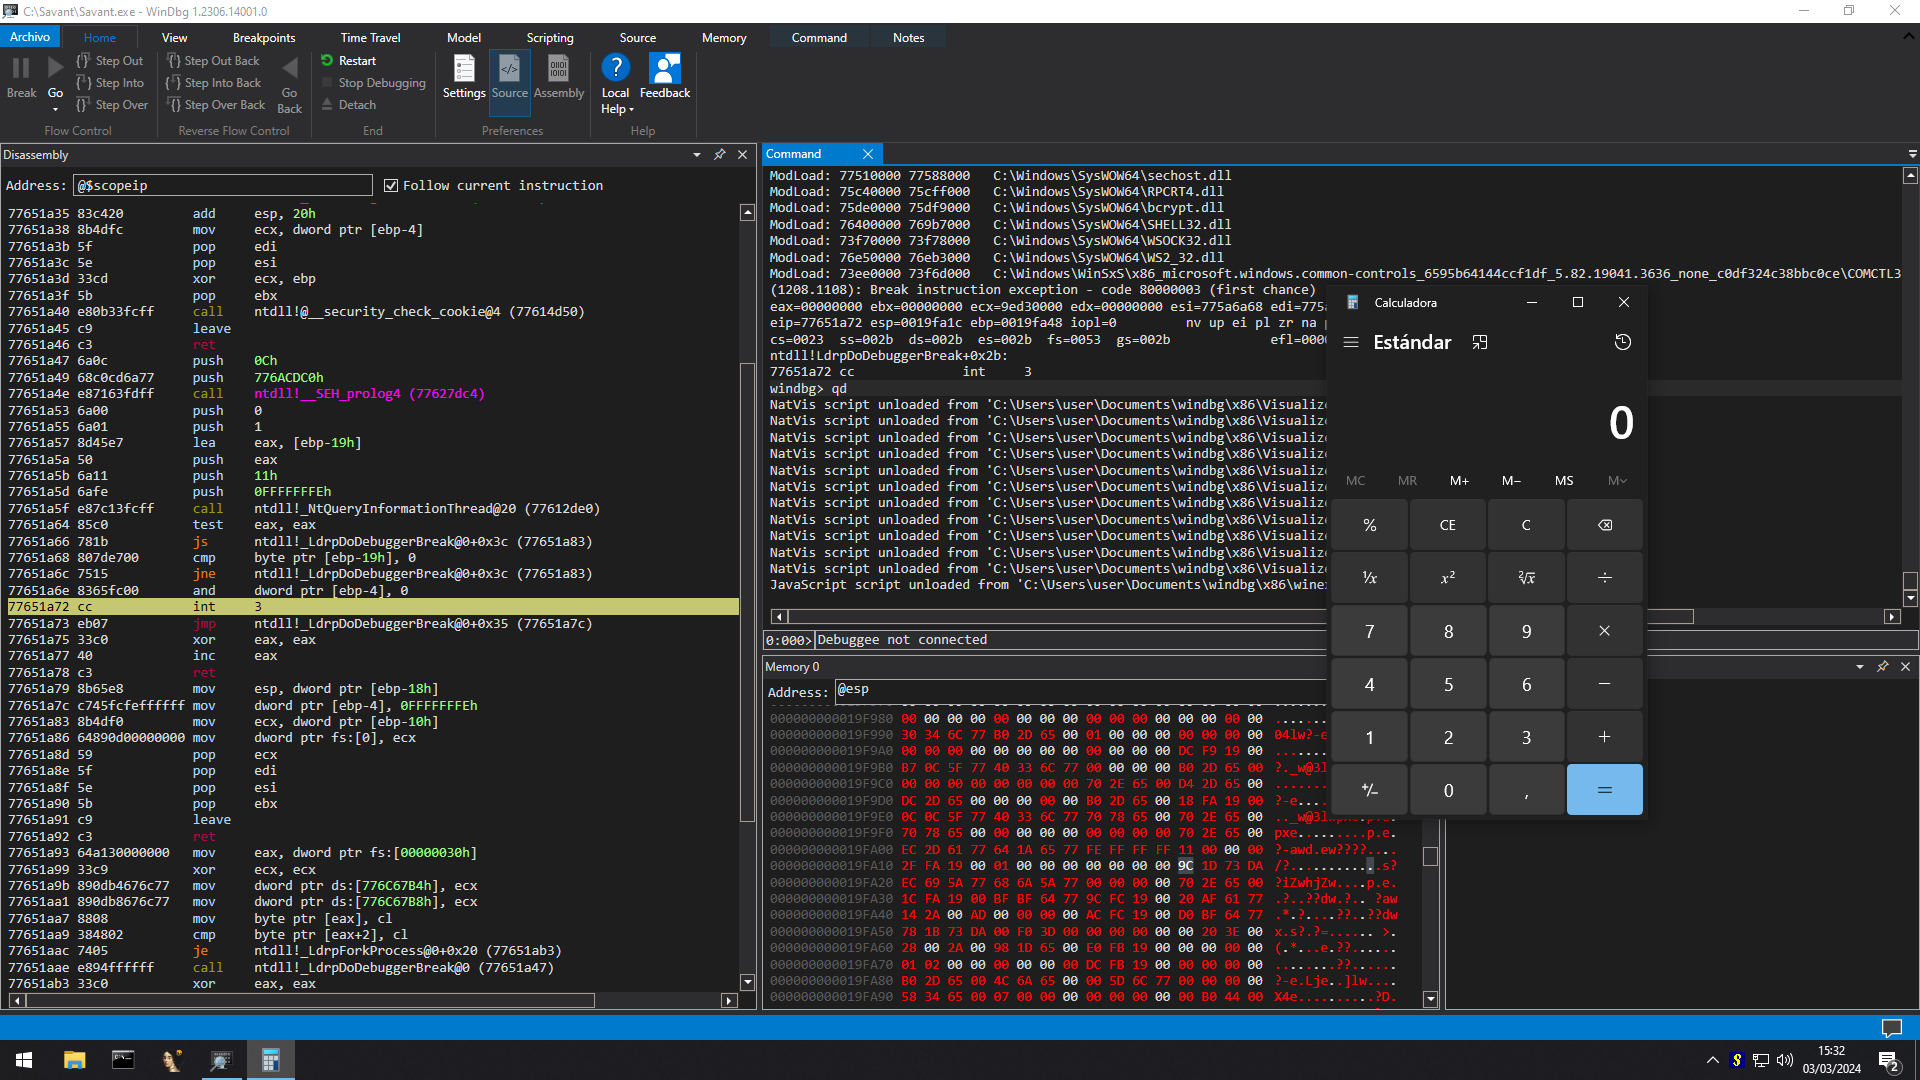 C:\Savant\Savant.exe - WinDbg 1.2306.14001.0
Archivo Home View Breakpoints Time Travel Model Scripting Source Memory Command Notes
Break
Go
Step Out
Step Into
Step Over
Flow Control
Step Out Back
Step Into Back
Step Over Back
Go Back
Reverse Flow Control
Restart
Stop Debugging
Detach
End
Settings Source Assembly
Preferences
Local Help Feedback
Help
Disassembly
Address: @$scopeip Follow current instruction
77651a35 83c420 add esp, 20h
77651a38 8b4dfc mov ecx, dword ptr [ebp-4]
77651a3b 5f pop edi
77651a3c 5e pop esi
77651a3d 33cd xor ecx, ebp
77651a3f 5b pop ebx
77651a40 e80b33fcff call ntdll!@__security_check_cookie@4 (77614d50)
77651a45 c9 leave
77651a46 c3 ret
77651a47 6a0c push 0Ch
77651a49 68c0cd6a77 push 776ACDC0h
77651a4e e87163fdff call ntdll!__SEH_prolog4 (77627dc4)
77651a53 6a00 push 0
77651a55 6a01 push 1
77651a57 8d45e7 lea eax, [ebp-19h]
77651a5a 50 push eax
77651a5b 6a11 push 11h
77651a5d 6afe push 0FFFFFFFEh
77651a5f e87c13fcff call ntdll!_NtQueryInformationThread@20 (77612de0)
77651a64 85c0 test eax, eax
77651a66 781b js ntdll!_LdrpDoDebuggerBreak@0+0x3c (77651a83)
77651a68 807de700 cmp byte ptr [ebp-19h], 0
77651a6c 7515 jne ntdll!_LdrpDoDebuggerBreak@0+0x3c (77651a83)
77651a6e 8365fc00 and dword ptr [ebp-4], 0
77651a72 cc int 3
77651a73 eb07 jmp ntdll!_LdrpDoDebuggerBreak@0+0x35 (77651a7c)
77651a75 33c0 xor eax, eax
77651a77 40 inc eax
77651a78 c3 ret
77651a79 8b65e8 mov esp, dword ptr [ebp-18h]
77651a7c c745fcfeffffff mov dword ptr [ebp-4], 0FFFFFFFEh
77651a83 8b4df0 mov ecx, dword ptr [ebp-10h]
77651a86 64890d00000000 mov dword ptr fs:[0], ecx
77651a8d 59 pop ecx
77651a8e 5f pop edi
77651a8f 5e pop esi
77651a90 5b pop ebx
77651a91 c9 leave
77651a92 c3 ret
77651a93 64a130000000 mov eax, dword ptr fs:[00000030h]
77651a99 33c9 xor ecx, ecx
77651a9b 890db4676c77 mov dword ptr ds:[776C67B4h], ecx
77651aa1 890db8676c77 mov dword ptr ds:[776C67B8h], ecx
77651aa7 8808 mov byte ptr [eax], cl
77651aa9 384802 cmp byte ptr [eax+2], cl
77651aac 7405 je ntdll!_LdrpForkProcess@0+0x20 (77651ab3)
77651aae e894ffffff call ntdll!_LdrpDoDebuggerBreak@0 (77651a47)
77651ab3 33c0 xor eax, eax
Command
ModLoad: 77510000 77588000 C:\Windows\SysWOW64\sechost.dll
ModLoad: 75c40000 75cff000 C:\Windows\SysWOW64\RPCRT4.dll
ModLoad: 75de0000 75df9000 C:\Windows\SysWOW64\bcrypt.dll
ModLoad: 76400000 769b7000 C:\Windows\SysWOW64\SHELL32.dll
ModLoad: 73f70000 73f78000 C:\Windows\SysWOW64\WSOCK32.dll
ModLoad: 76e50000 76eb3000 C:\Windows\SysWOW64\WS2_32.dll
ModLoad: 73ee0000 73f6d000 C:\Windows\WinSxS\x86_microsoft.windows.common-controls_6595b64144ccf1df_5.82.19041.3636_none_c0df324c38bbc0ce\COMCTL3
(1208.1108): Break instruction exception - code 80000003 (first chance)
eax=00000000 ebx=00000000 ecx=9ed30000 edx=00000000 esi=775a6a68 edi=775a
eip=77651a72 esp=0019fa1c ebp=0019fa48 iopl=0 nv up ei pl zr na p
cs=0023 ss=002b ds=002b es=002b fs=0053 gs=002b efl=0000
ntdll!LdrpDoDebuggerBreak+0x2b:
77651a72 cc int 3
windbg> qd
NatVis script unloaded from 'C:\Users\user\Documents\windbg\x86\Visualize
NatVis script unloaded from 'C:\Users\user\Documents\windbg\x86\Visualize
NatVis script unloaded from 'C:\Users\user\Documents\windbg\x86\Visualize
NatVis script unloaded from 'C:\Users\user\Documents\windbg\x86\Visualize
NatVis script unloaded from 'C:\Users\user\Documents\windbg\x86\Visualize
NatVis script unloaded from 'C:\Users\user\Documents\windbg\x86\Visualize
NatVis script unloaded from 'C:\Users\user\Documents\windbg\x86\Visualize
NatVis script unloaded from 'C:\Users\user\Documents\windbg\x86\Visualize
NatVis script unloaded from 'C:\Users\user\Documents\windbg\x86\Visualize
NatVis script unloaded from 'C:\Users\user\Documents\windbg\x86\Visualize
NatVis script unloaded from 'C:\Users\user\Documents\windbg\x86\Visualize
JavaScript script unloaded from 'C:\Users\user\Documents\windbg\x86\winex
0:000> Debuggee not connected
Memory 0
Address: @esp
000000000019F980 00 00 00 00 00 00 00 00 00 00 00 00 00 00 00 00
000000000019F990 30 34 6C 77 B0 2D 65 00 01 00 00 00 00 00 00 00 04lw?-e
000000000019F9A0 00 00 00 00 00 00 00 00 00 00 00 00 DC F9 19 00
000000000019F9B0 B7 0C 5F 77 40 33 6C 77 00 00 00 00 B0 2D 65 00 ?._w@3l
000000000019F9C0 00 00 00 00 00 00 00 00 70 2E 65 00 D4 2D 65 00
000000000019F9D0 DC 2D 65 00 00 00 00 00 B0 2D 65 00 18 FA 19 00 ?-e....
000000000019F9E0 0C 0C 5F 77 40 33 6C 77 70 78 65 00 70 2E 65 00 .._w@3lwpxe.p.e.
000000000019F9F0 70 78 65 00 00 00 00 00 00 00 00 00 70 2E 65 00 pxe.........p.e.
000000000019FA00 EC 2D 61 77 64 1A 65 77 FE FF FF FF 11 00 00 00 ?-awd.ew????....
000000000019FA10 2F FA 19 00 01 00 00 00 00 00 00 00 9C 1D 73 DA /?............s?
000000000019FA20 EC 69 5A 77 68 6A 5A 77 00 00 00 00 70 2E 65 00 ?iZwhjZw....p.e.
000000000019FA30 1C FA 19 00 BF BF 64 77 9C FC 19 00 20 AF 61 77 .?..??dw.?.. ?aw
000000000019FA40 14 2A 00 AD 00 00 00 00 AC FC 19 00 D0 BF 64 77 .*.?....??..??dw
000000000019FA50 78 1B 73 DA 00 F0 3D 00 00 00 00 00 00 20 3E 00 x.s?.?=...... >.
000000000019FA60 28 00 2A 00 98 1D 65 00 E0 FB 19 00 00 00 00 00 (.*...e.??......
000000000019FA70 01 02 00 00 00 00 00 00 DC FB 19 00 00 00 00 00 ........??......
000000000019FA80 B0 2D 65 00 4C 6A 65 00 00 00 5D 6C 77 00 00 00 00 ?-e.Lje..]lw....
000000000019FA90 58 34 65 00 07 00 00 00 00 00 00 00 00 B0 44 00 X4e..........?D.
Calculadora
Estándar
0
MC MR M+ M− MS M
% CE C
¹/x x² ²√x ÷
7 8 9 ×
4 5 6 −
1 2 3 +
+/− 0 , =
15:32
03/03/2024
2